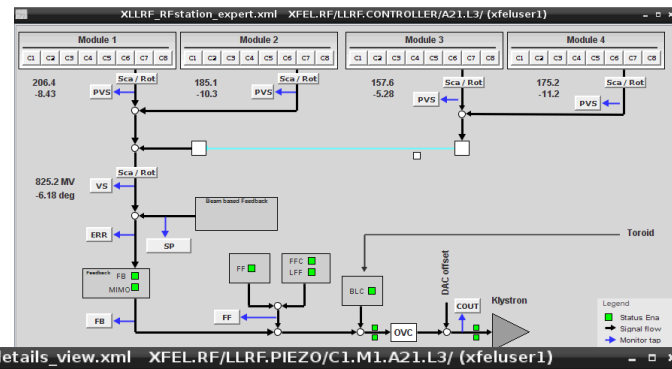 XLLRF_RFstation_expert.xml XFEL.RF/LLRF.CONTROLLER/A21.L3/ (xfeluser1)
Module 1 Module 2 Module 3 Module 4
C1 C2 C3 C4 C5 C6 C7 C8 C1 C2 C3 C4 C5 C6 C7 C8 C1 C2 C3 C4 C5 C6 C7 C8 C1 C2 C3 C4 C5 C6 C7 C8
206.4 Sca / Rot 185.1 Sca / Rot 157.6 Sca / Rot 175.2 Sca / Rot
-8.43 PVS -10.3 PVS -5.28 PVS -11.2 PVS
Sca / Rot
825.2 MV VS
-6.18 deg
Beam based Feedback
ERR
SP
Toroid
Feedback FB
MIMO
FF
FFC
LFF
BLC
DAC offset
COUT
Klystron
FB
FF
OVC
Legend
Status Ena
Signal flow
Monitor tap
details_view.xml XFEL.RF/LLRF.PIEZO/C1.M1.A21.L3/ (xfeluser1)